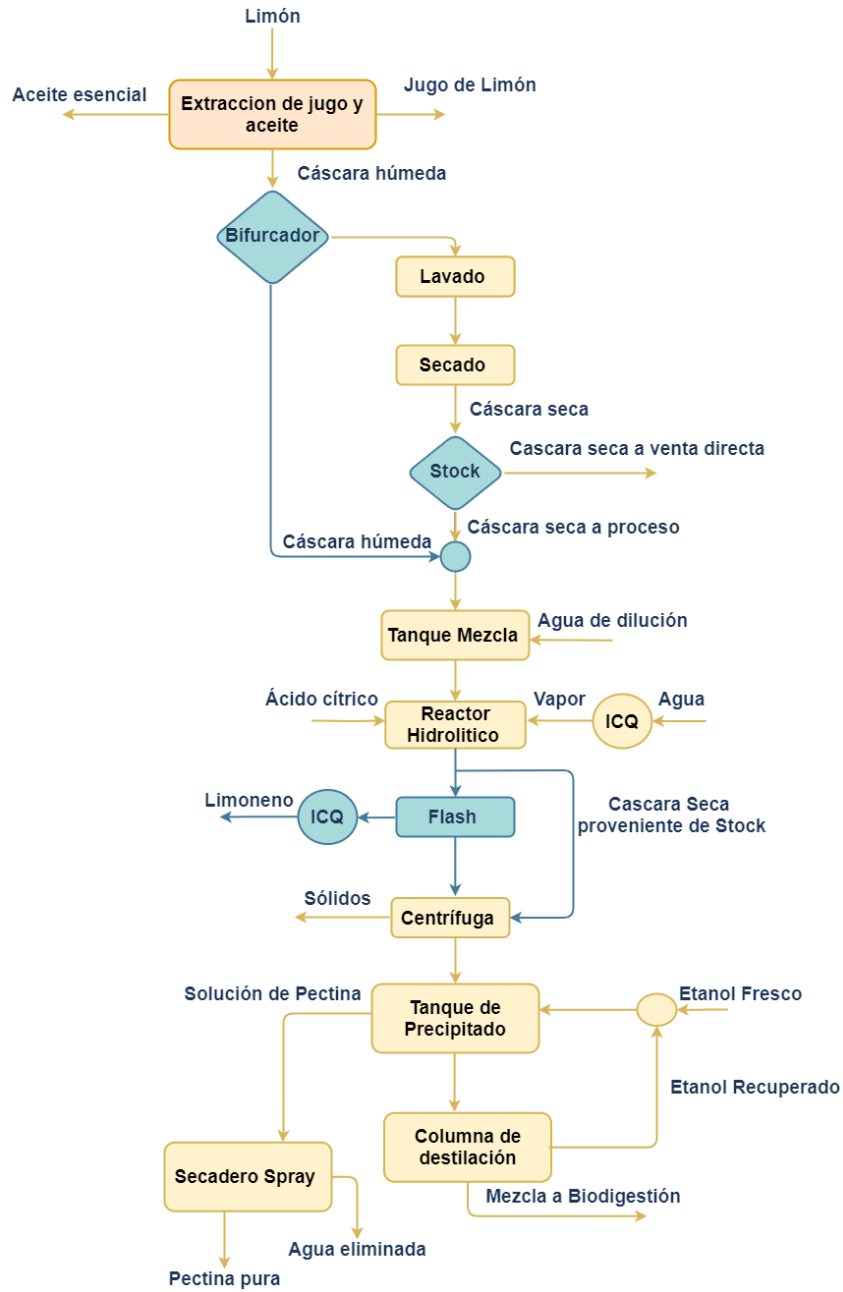 Limón
Aceite esencial
Extraccion de jugo y
aceite
Jugo de Limón
Cáscara húmeda
Bifurcador
Lavado
Secado
Cáscara seca
Stock
Cascara seca a venta directa
Cáscara seca a proceso
Cáscara húmeda
Tanque Mezcla
Agua de dilución
Ácido cítrico
Reactor
Hidrolitico
Vapor
ICQ
Agua
Limoneno
ICQ
Flash
Cascara Seca
proveniente de Stock
Sólidos
Centrífuga
Solución de Pectina
Tanque de
Precipitado
Etanol Fresco
Etanol Recuperado
Columna de
destilación
Secadero Spray
Mezcla a Biodigestión
Agua eliminada
Pectina pura